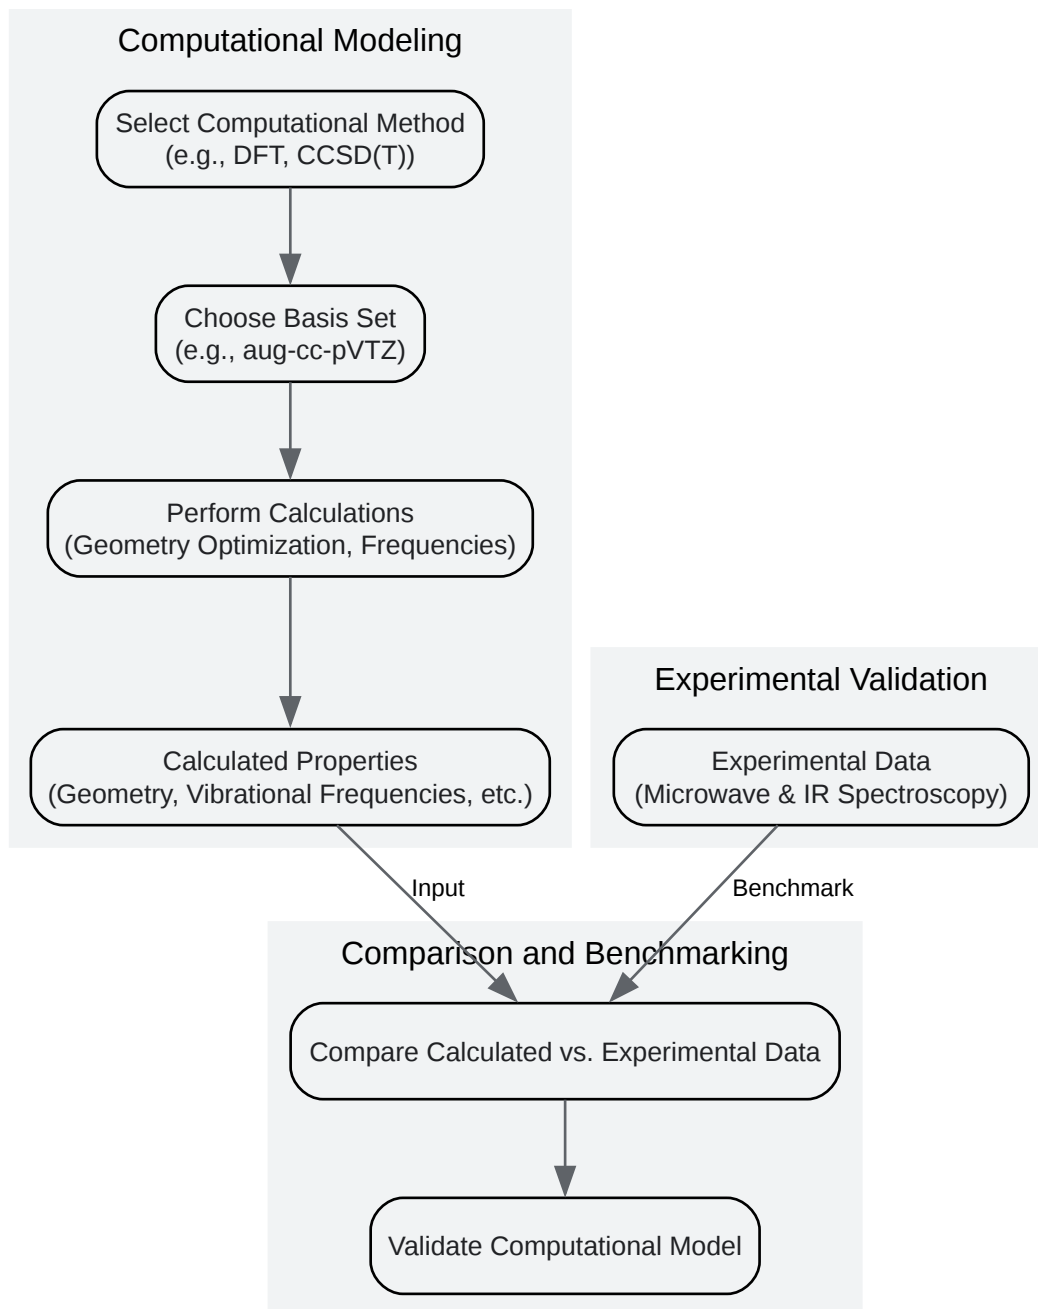 Computational Modeling
Select Computational Method
(e.g., DFT, CCSD(T))
Choose Basis Set
(e.g., aug-cc-pVTZ)
Perform Calculations
(Geometry Optimization, Frequencies)
Calculated Properties
(Geometry, Vibrational Frequencies, etc.)
Experimental Validation
Experimental Data
(Microwave & IR Spectroscopy)
Input
Benchmark
Comparison and Benchmarking
Compare Calculated vs. Experimental Data
Validate Computational Model